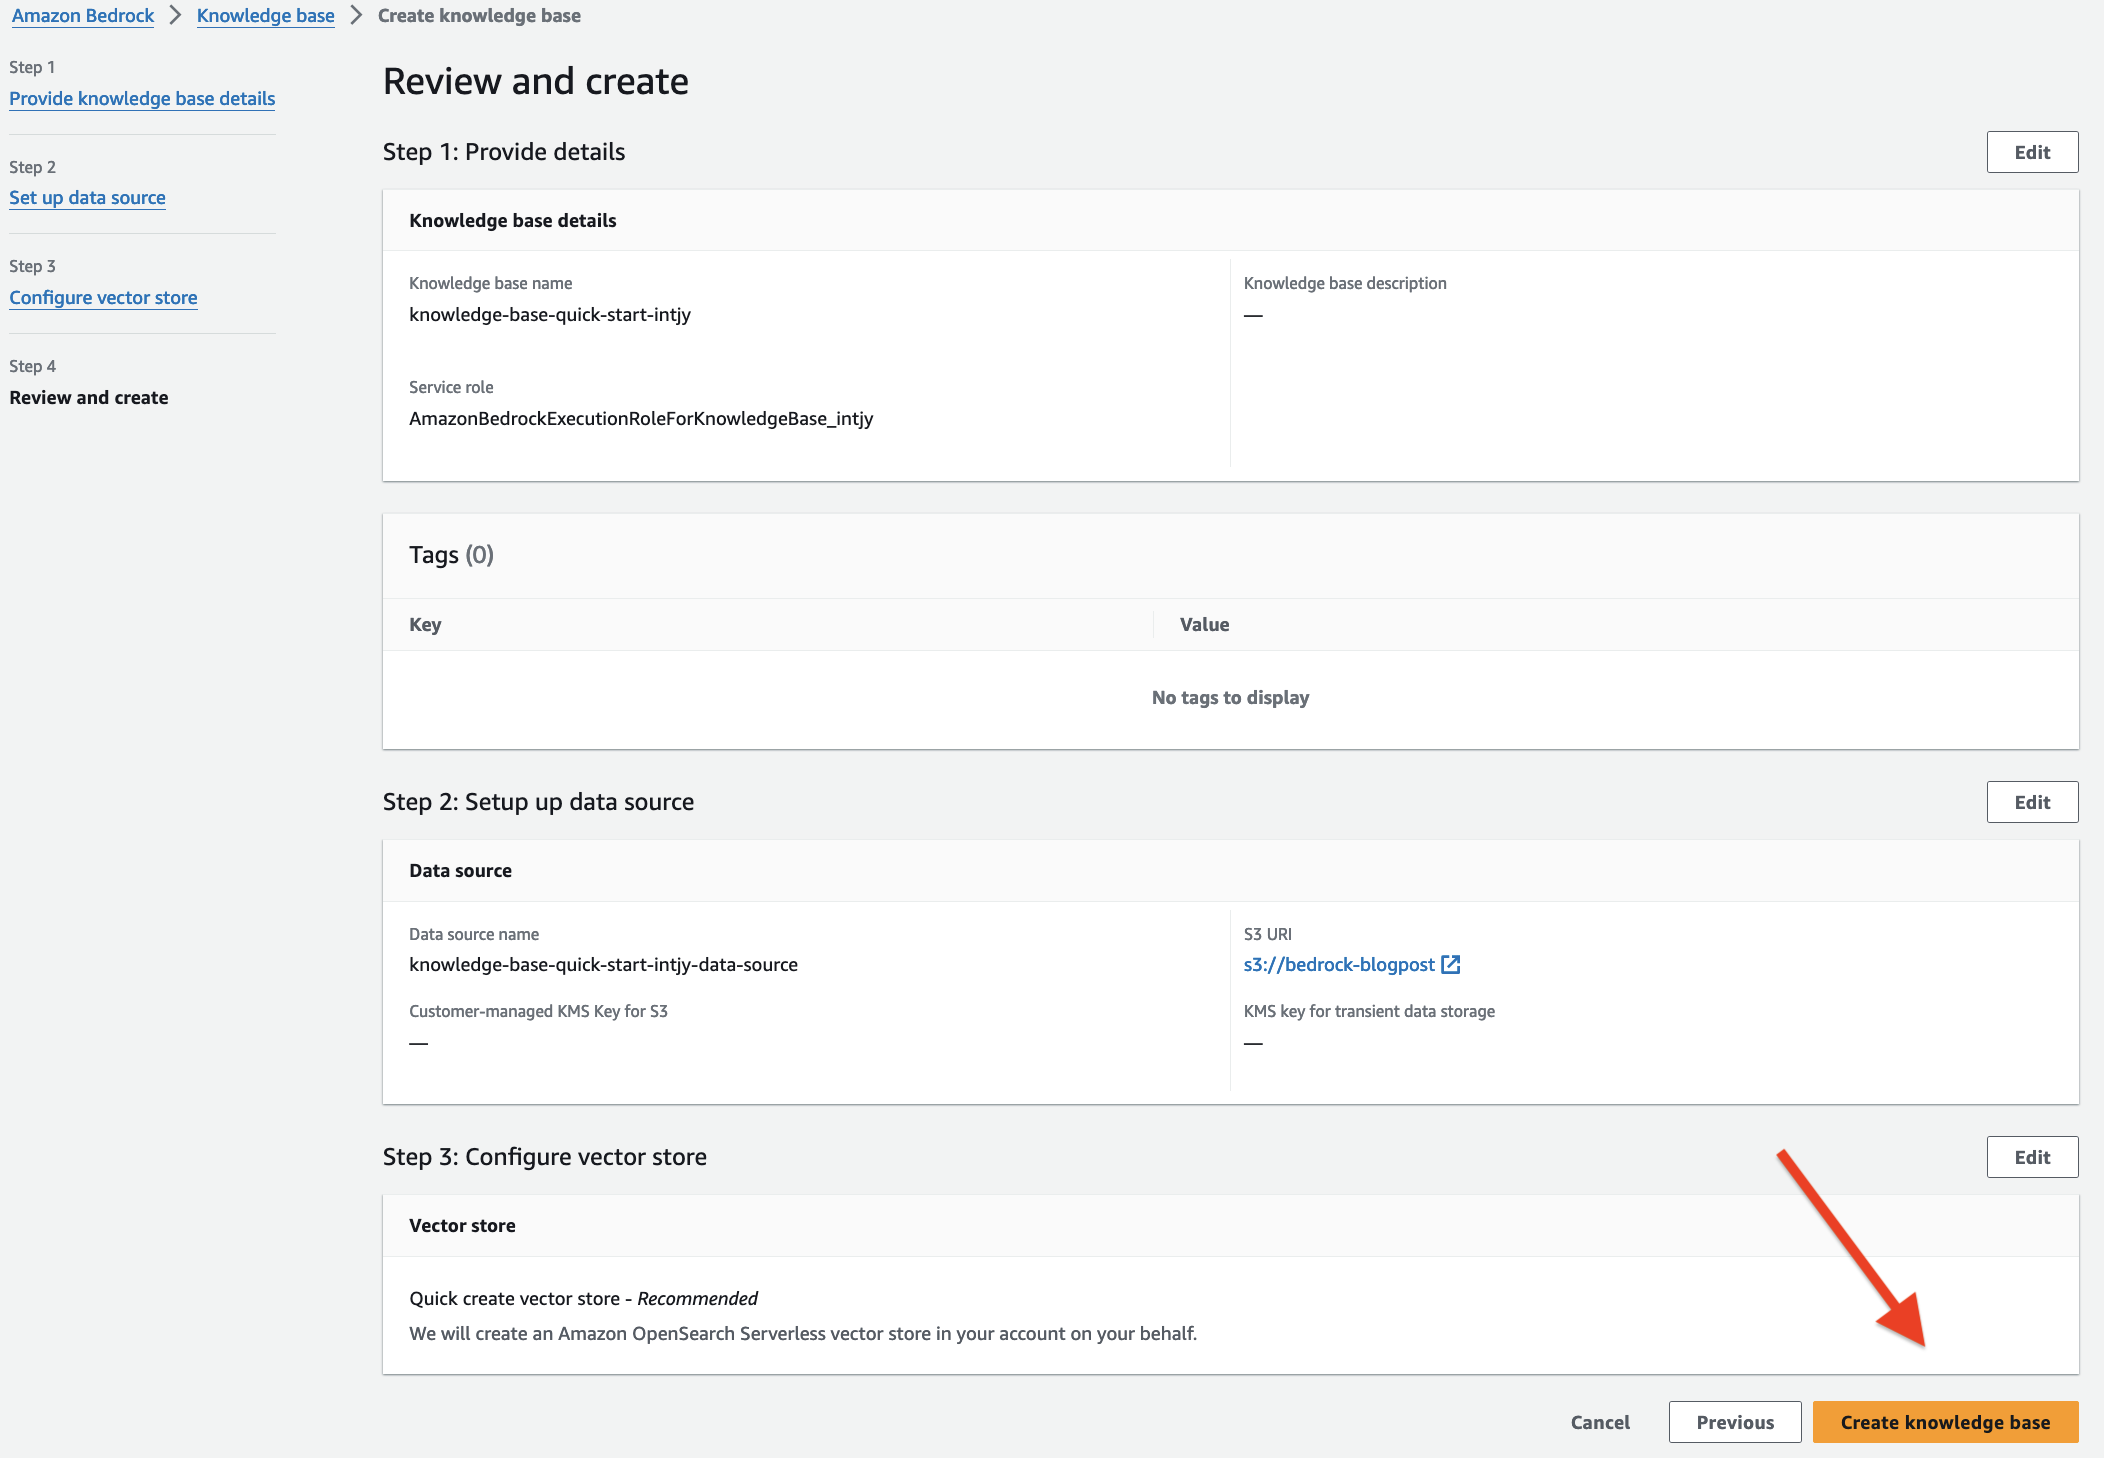 Amazon Bedrock > Knowledge base > Create knowledge base
Step 1
Provide knowledge base details
Step 2
Set up data source
Step 3
Configure vector store
Step 4
Review and create
Review and create
Step 1: Provide details
Edit
Knowledge base details
Knowledge base name
knowledge-base-quick-start-intjy
Knowledge base description
—
Service role
AmazonBedrockExecutionRoleForKnowledgeBase_intjy
Tags (0)
Key Value
No tags to display
Step 2: Setup up data source
Edit
Data source
Data source name
knowledge-base-quick-start-intjy-data-source
S3 URI
s3://bedrock-blogpost
Customer-managed KMS Key for S3
—
KMS key for transient data storage
—
Step 3: Configure vector store
Edit
Vector store
Quick create vector store - Recommended
We will create an Amazon OpenSearch Serverless vector store in your account on your behalf.
Cancel Previous Create knowledge base